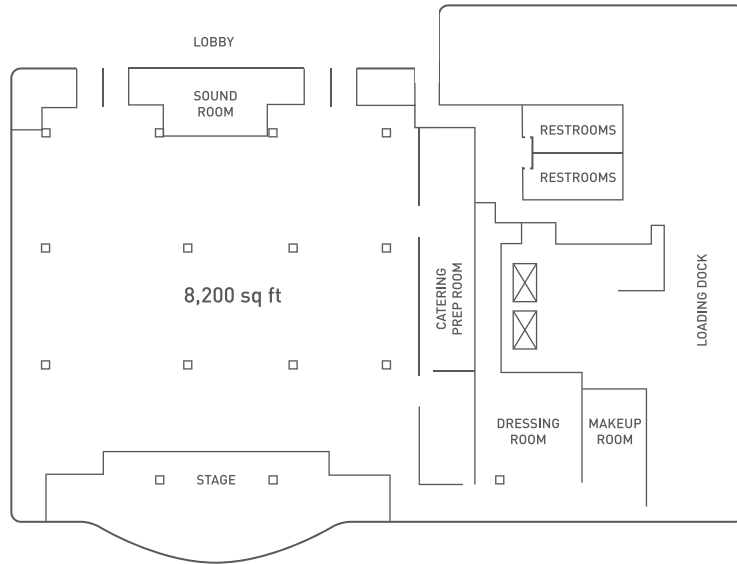 LOBBY
SOUND
ROOM
RESTROOMS
RESTROOMS
8,200 sq ft
CATERING
PREP ROOM
LOADING DOCK
DRESSING
ROOM
MAKEUP
ROOM
STAGE